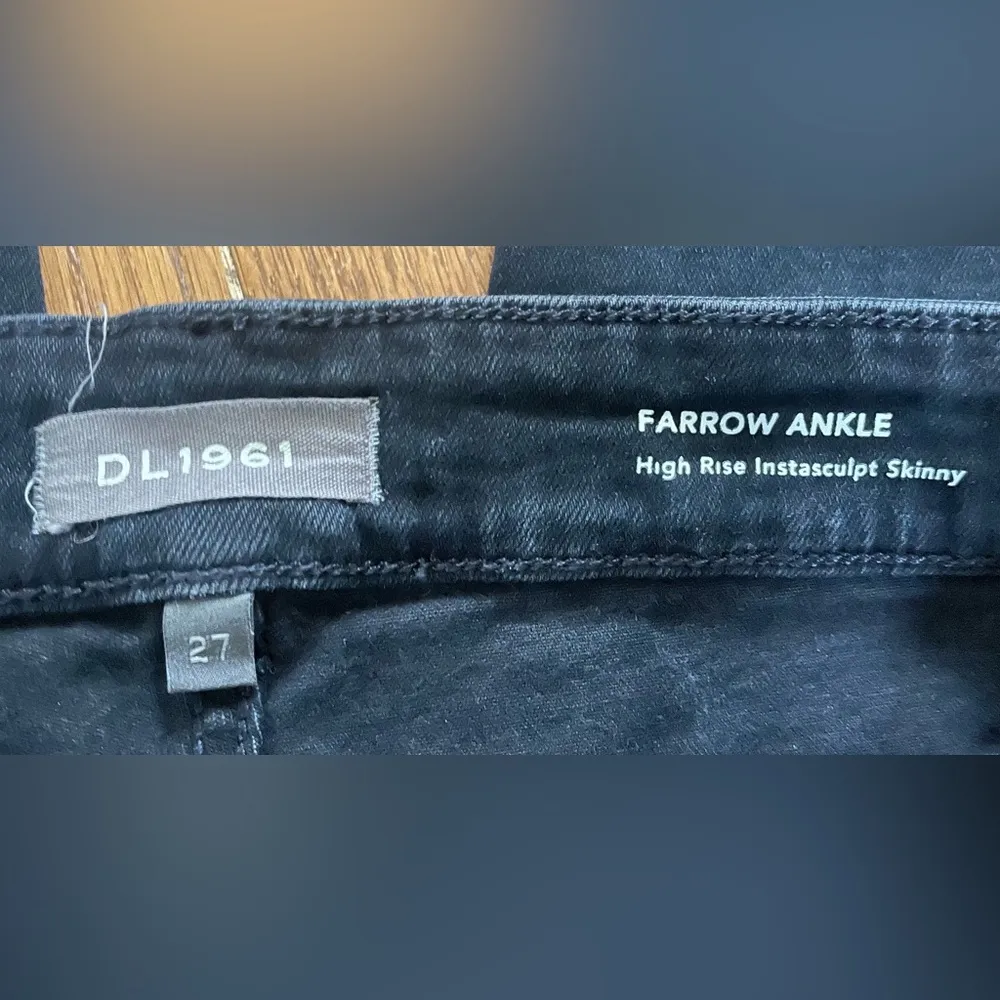 DL1961
FARROW ANKLE
High Rise Instasculpt Skinny
27